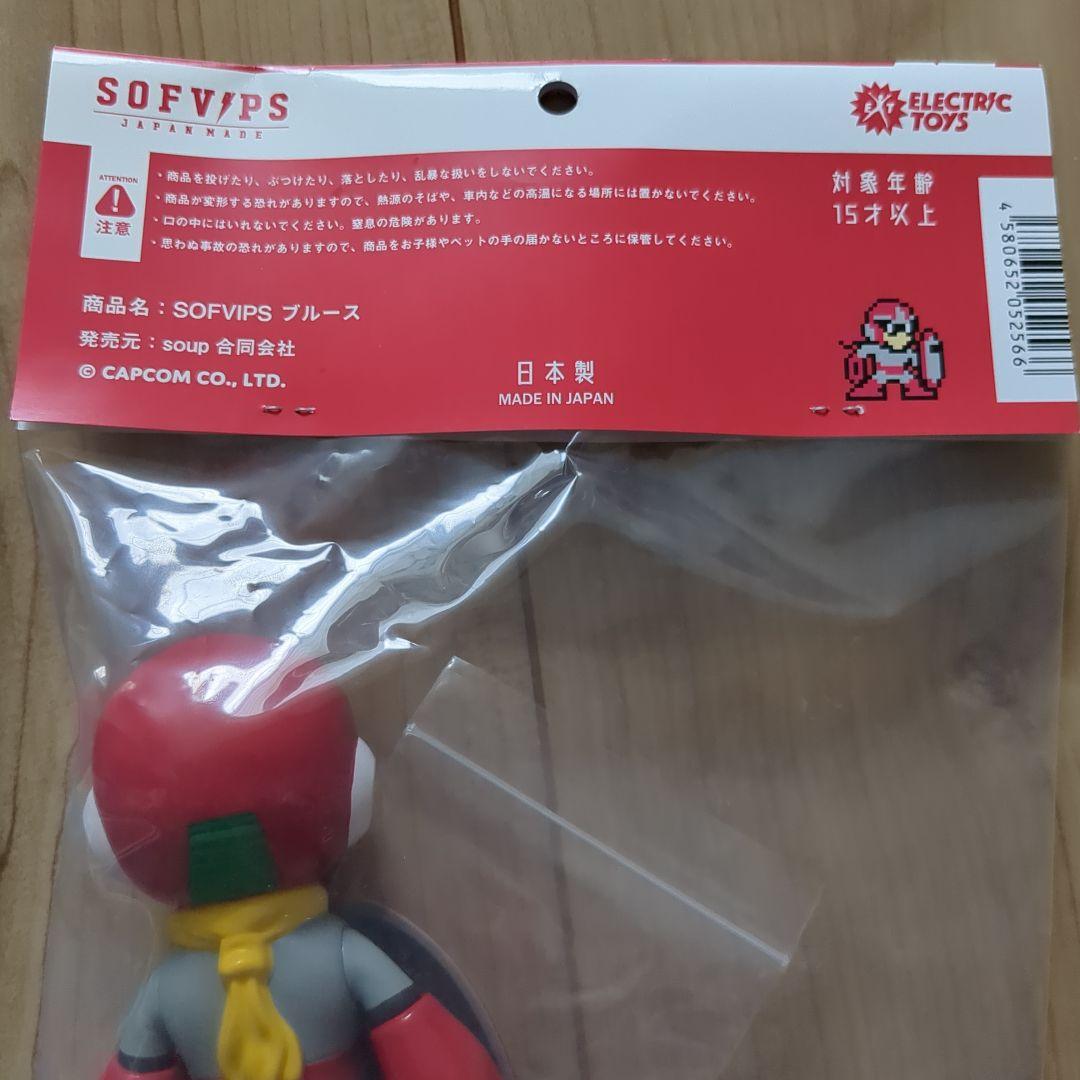 SOFVIPS
JAPAN MADE
EXT ELECTRIC
TOYS
ATTENTION
!
注意
・商品を投げたり、ぶつけたり、落としたり、乱暴な扱いをしないでください。
・商品が変形する恐れがありますので、熱源のそばや、車内などの高温になる場所には置かないでください。
・口の中にはいれないでください。窒息の危険があります。
・思わぬ事故の恐れがありますので、商品をお子様やペットの手の届かないところに保管してください。
対象年齢
15才以上
商品名：SOFVIPS ブルース
発売元：soup 合同会社
© CAPCOM CO., LTD.
日本製
MADE IN JAPAN
4 580652 052566